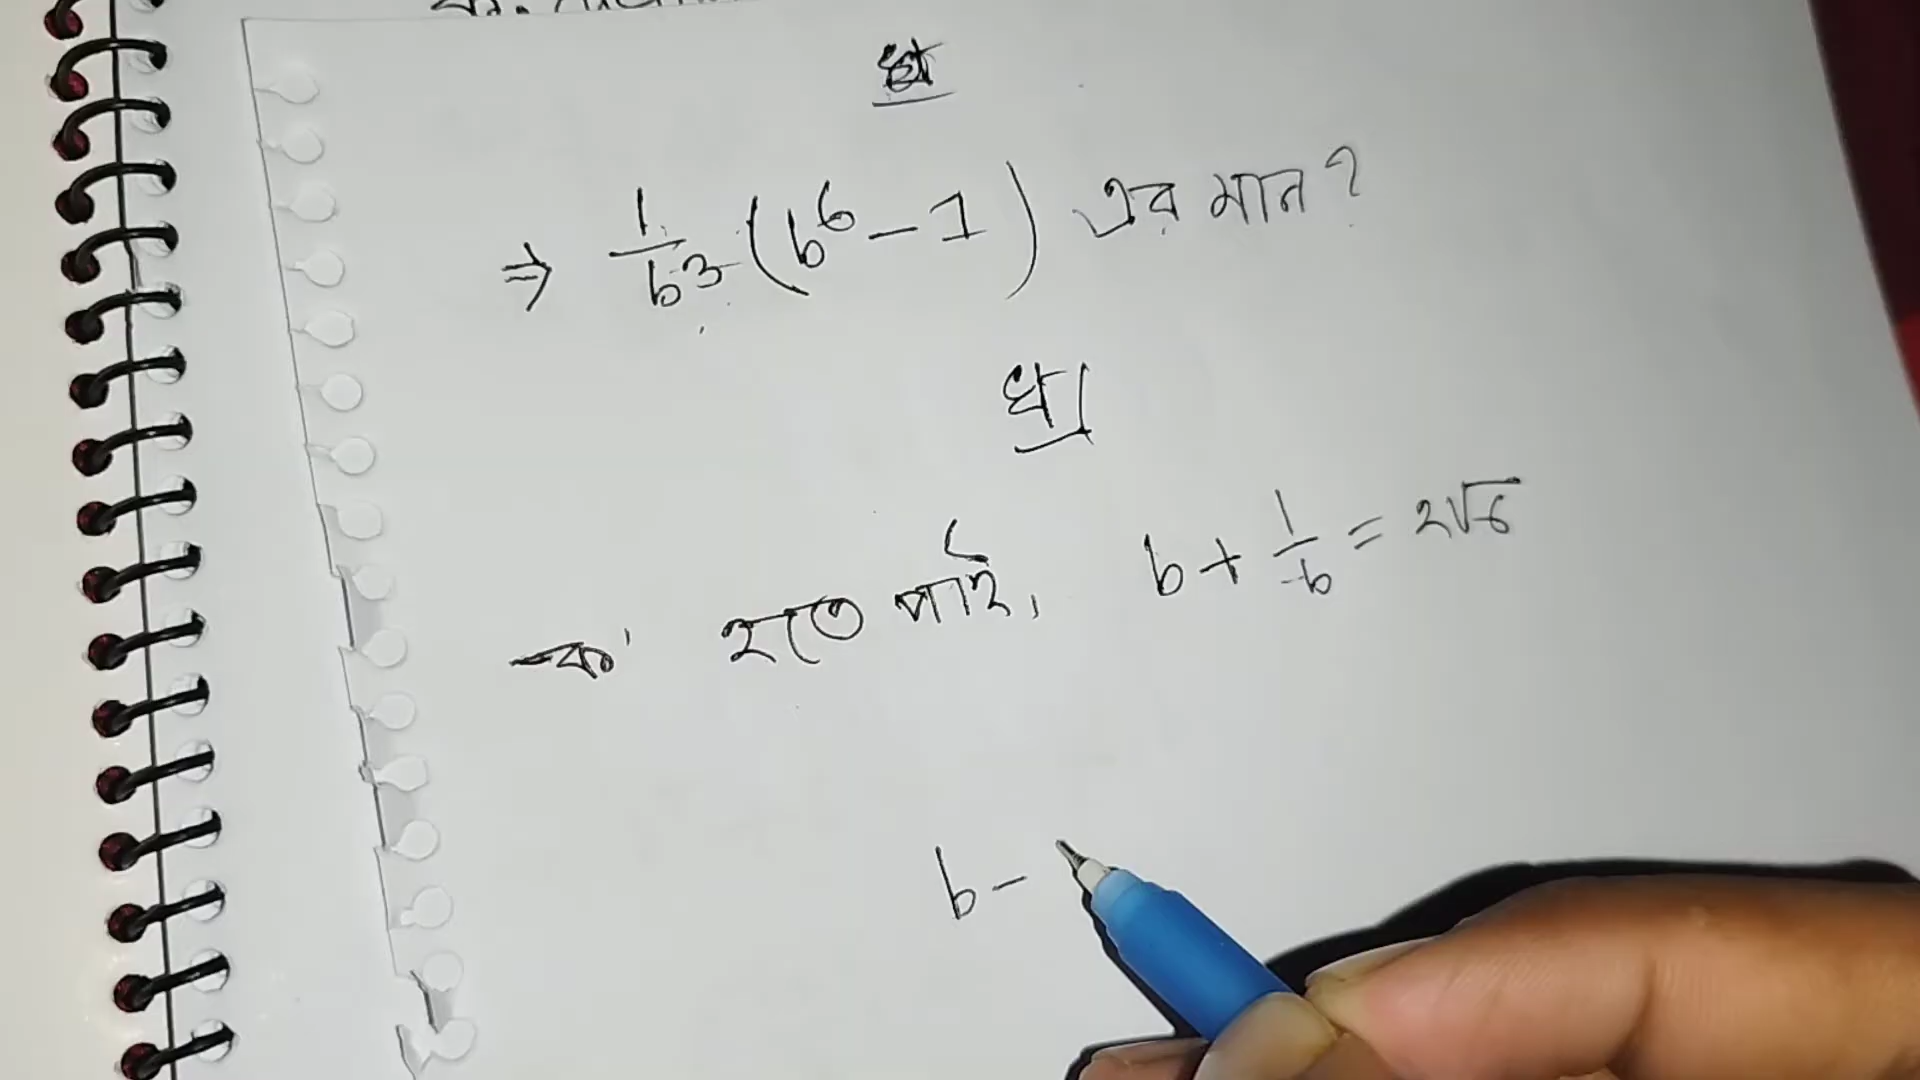 ⇒ 1/b³ (b⁶ - 1) এর মান?
খ।
ক' হতে পাই, b + 1/b = 2√6
b -